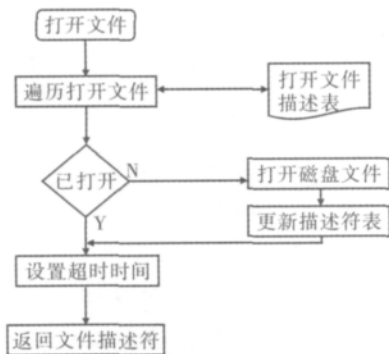 打开文件
遍历打开文件
打开文件
描述表
已打开
N
打开磁盘文件
Y
更新描述符表
设置超时时间
返回文件描述符